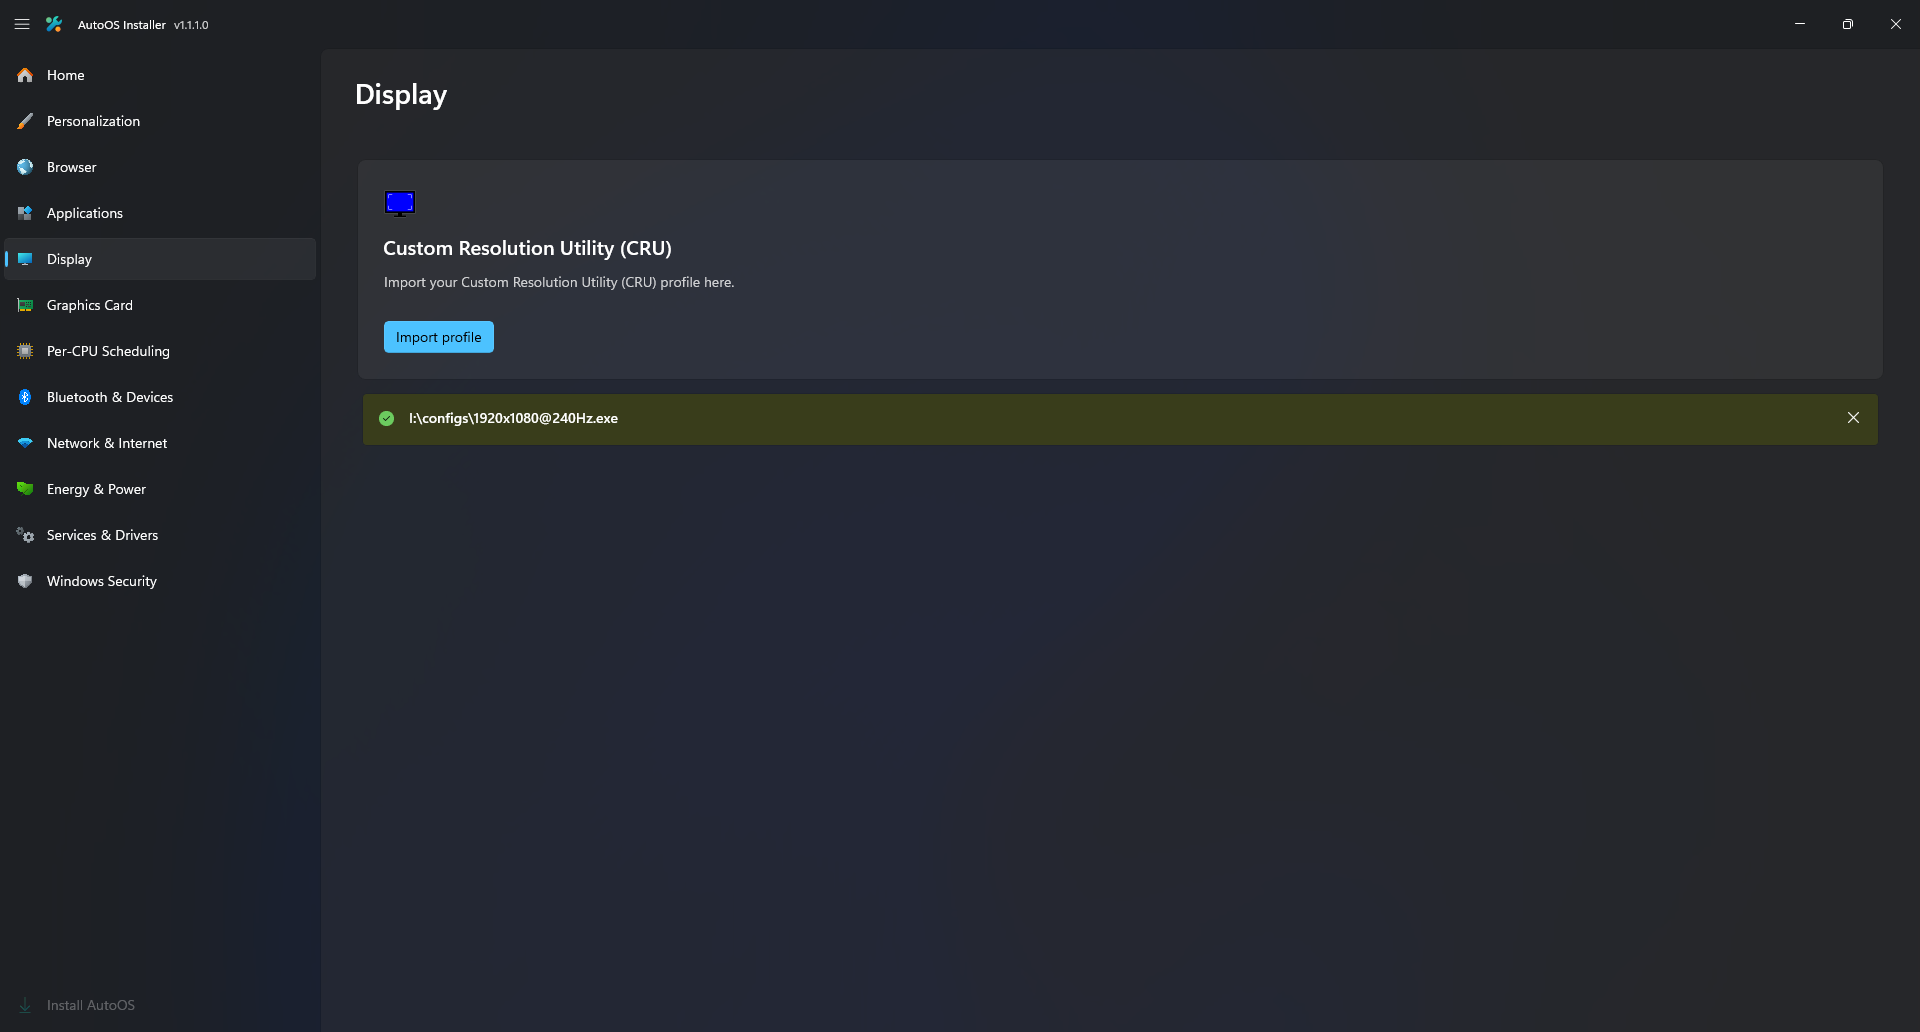 AutoOS Installer v1.1.1.0
Home
Personalization
Browser
Applications
Display
Graphics Card
Per-CPU Scheduling
Bluetooth & Devices
Network & Internet
Energy & Power
Services & Drivers
Windows Security
Install AutoOS
Display
Custom Resolution Utility (CRU)
Import your Custom Resolution Utility (CRU) profile here.
Import profile
I:\configs\1920x1080@240Hz.exe